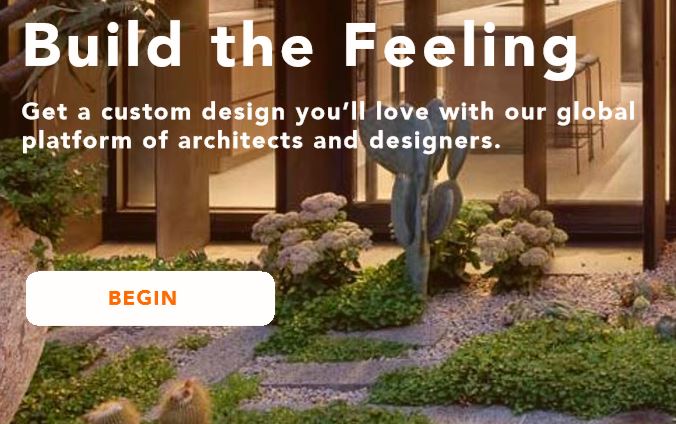 Build the Feeling
Get a custom design you'll love with our global
platform of architects and designers.
BEGIN